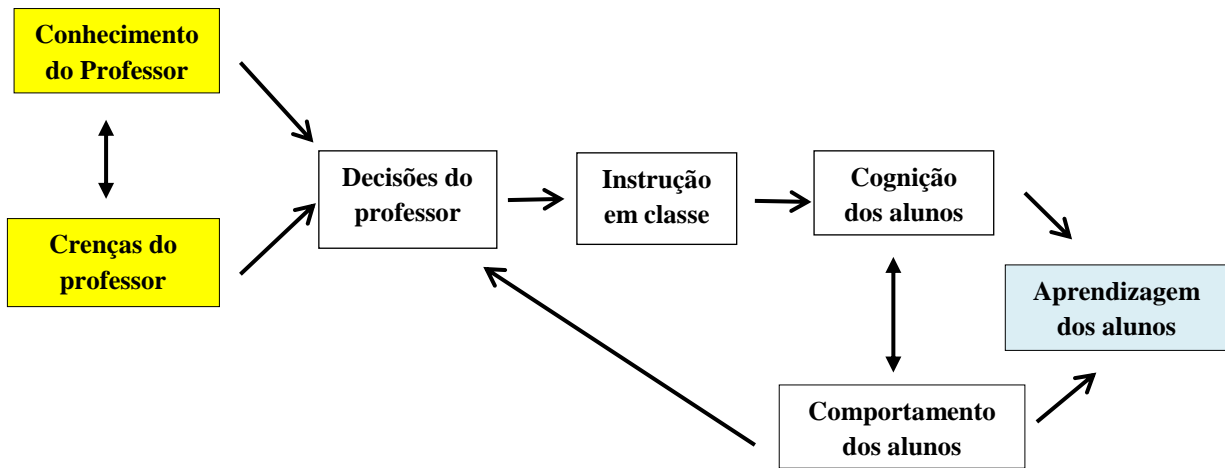 Conhecimento
do Professor
Crenças do
professor
Decisões do
professor
Instrução
em classe
Cognição
dos alunos
Aprendizagem
dos alunos
Comportamento
dos alunos